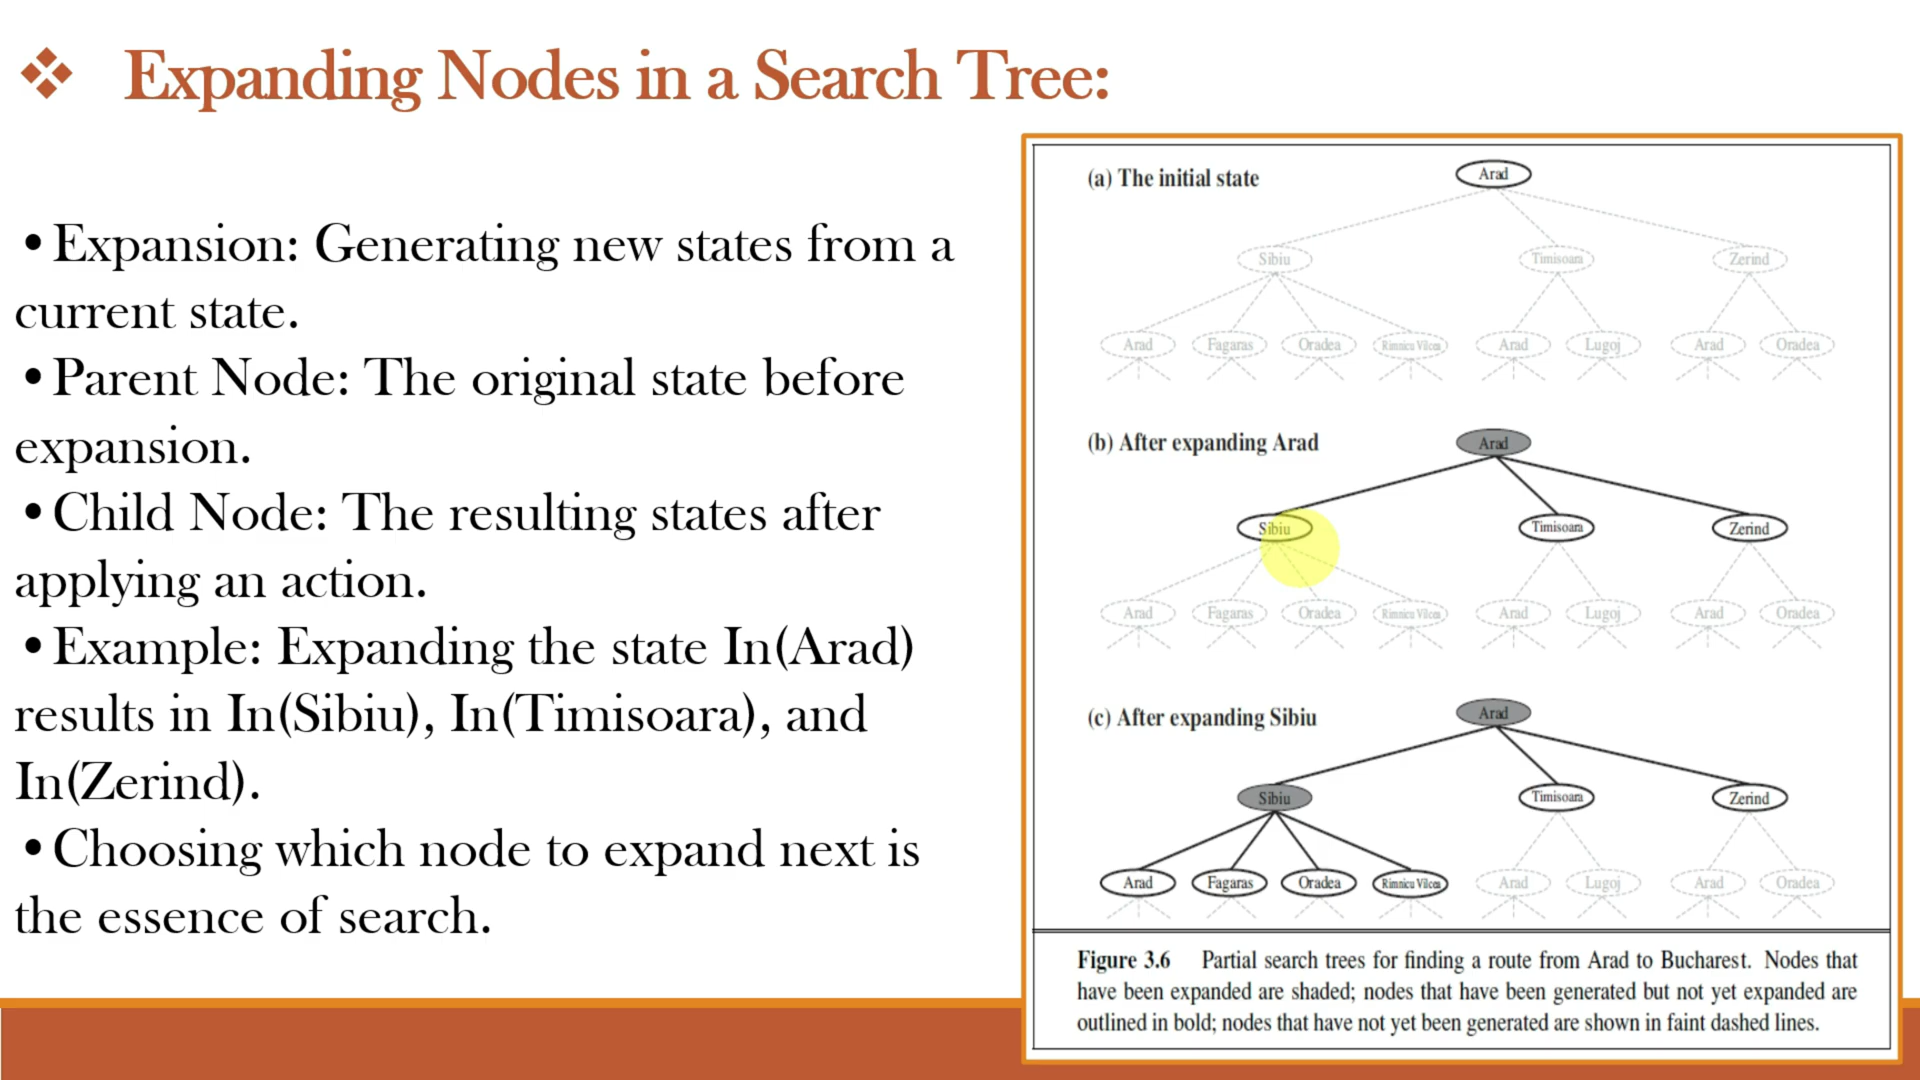 ❖ Expanding Nodes in a Search Tree:
•Expansion: Generating new states from a
current state.
•Parent Node: The original state before
expansion.
•Child Node: The resulting states after
applying an action.
•Example: Expanding the state In(Arad)
results in In(Sibiu), In(Timisoara), and
In(Zerind).
•Choosing which node to expand next is
the essence of search.
(a) The initial state
Arad
Sibiu Timisoara Zerind
Arad Fagaras Oradea Rimnicu Vilcea Arad Lugoj Arad Oradea
(b) After expanding Arad
Arad
Sibiu Timisoara Zerind
Arad Fagaras Oradea Rimnicu Vilcea Arad Lugoj Arad Oradea
(c) After expanding Sibiu
Arad
Sibiu Timisoara Zerind
Arad Fagaras Oradea Rimnicu Vilcea Arad Lugoj Arad Oradea
Figure 3.6 Partial search trees for finding a route from Arad to Bucharest. Nodes that
have been expanded are shaded; nodes that have been generated but not yet expanded are
outlined in bold; nodes that have not yet been generated are shown in faint dashed lines.